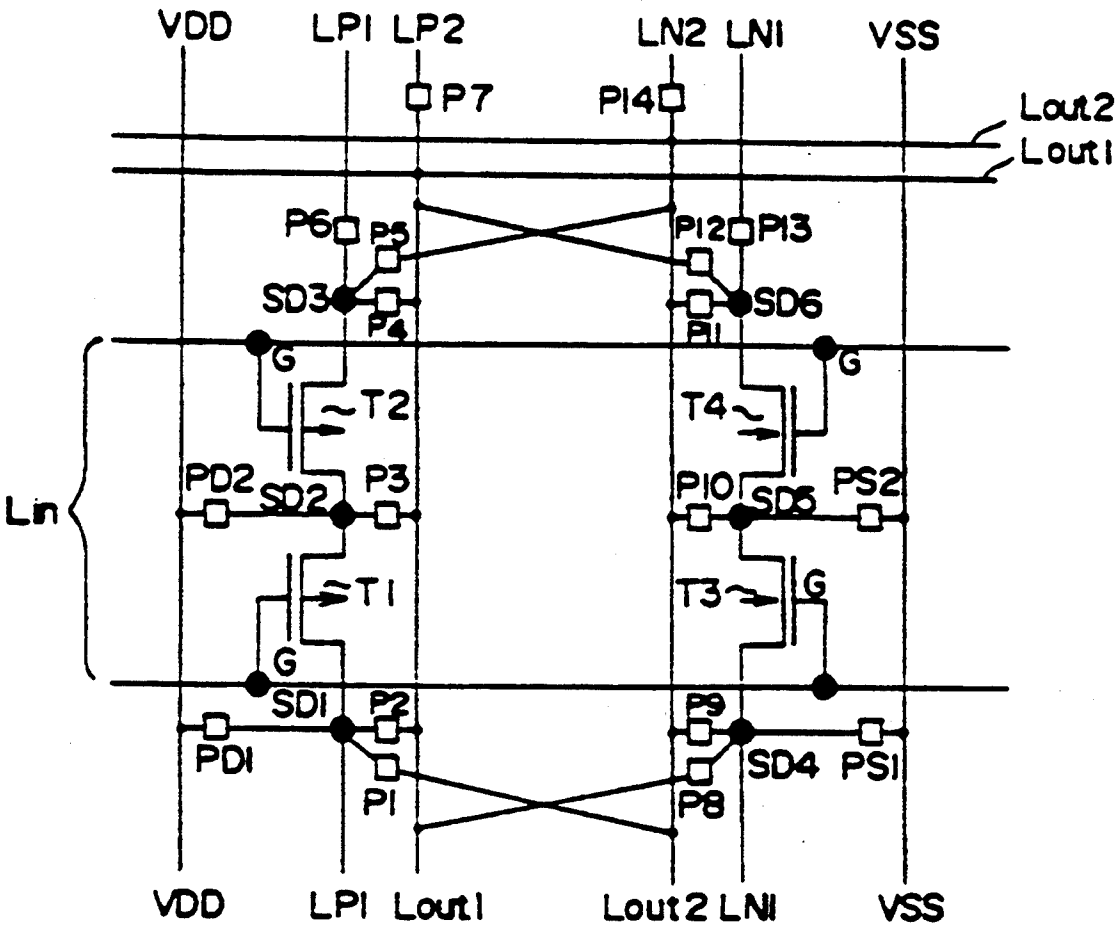 VDD LP1 LP2 LN2 LN1 VSS
P7 P14
Lout2
Lout1
P6 P5 P12 P13
SD3 SD6
P4 P11
G G
T2 T4
PD2 SD2 P3 P10 SD5 PS2
Lin
T1 T3 G
G
SD1 P2 P9
PD1 SD4 PS1
P1 P8
VDD LP1 Lout1 Lout2 LN1 VSS